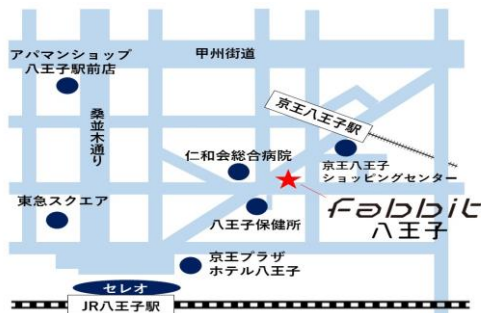 甲州街道
アパマンショップ
八王子駅前店
桑並木通り
京王八王子駅
仁和会総合病院
京王八王子
ショッピングセンター
東急スクエア
八王子保健所
fabbit
八王子
京王プラザ
ホテル八王子
セレオ
JR八王子駅